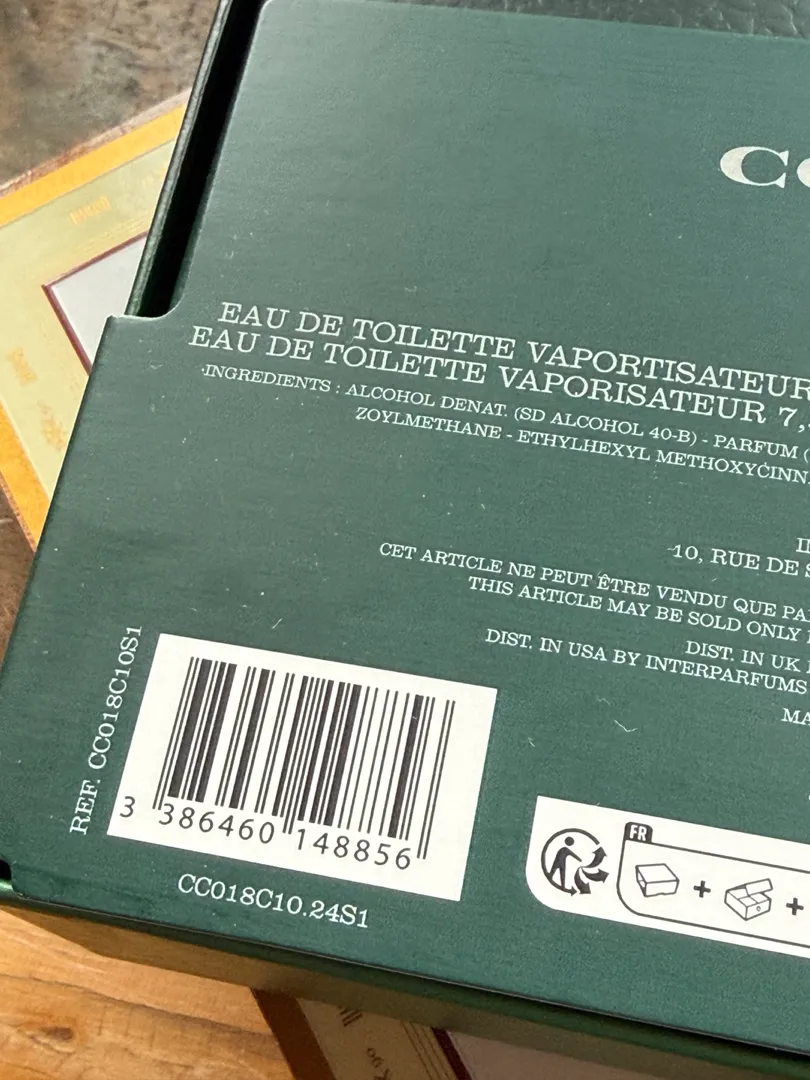 EAU DE TOILETTE VAPORTISATEUR
EAU DE TOILETTE VAPORISATEUR 7,
·INGREDIENTS : ALCOHOL DENAT. (SD ALCOHOL 40-B) - PARFUM (
ZOYLMETHANE - ETHYLHEXYL METHOXYCINN
10, RUE DE
CET ARTICLE NE PEUT ÊTRE VENDU QUE PA
THIS ARTICLE MAY BE SOLD ONLY
DIST. IN UK
DIST. IN USA BY INTERPARFUMS
MA
REF. CC018C10S1
3 386460 148856
CC018C10.24S1
FR
+ +